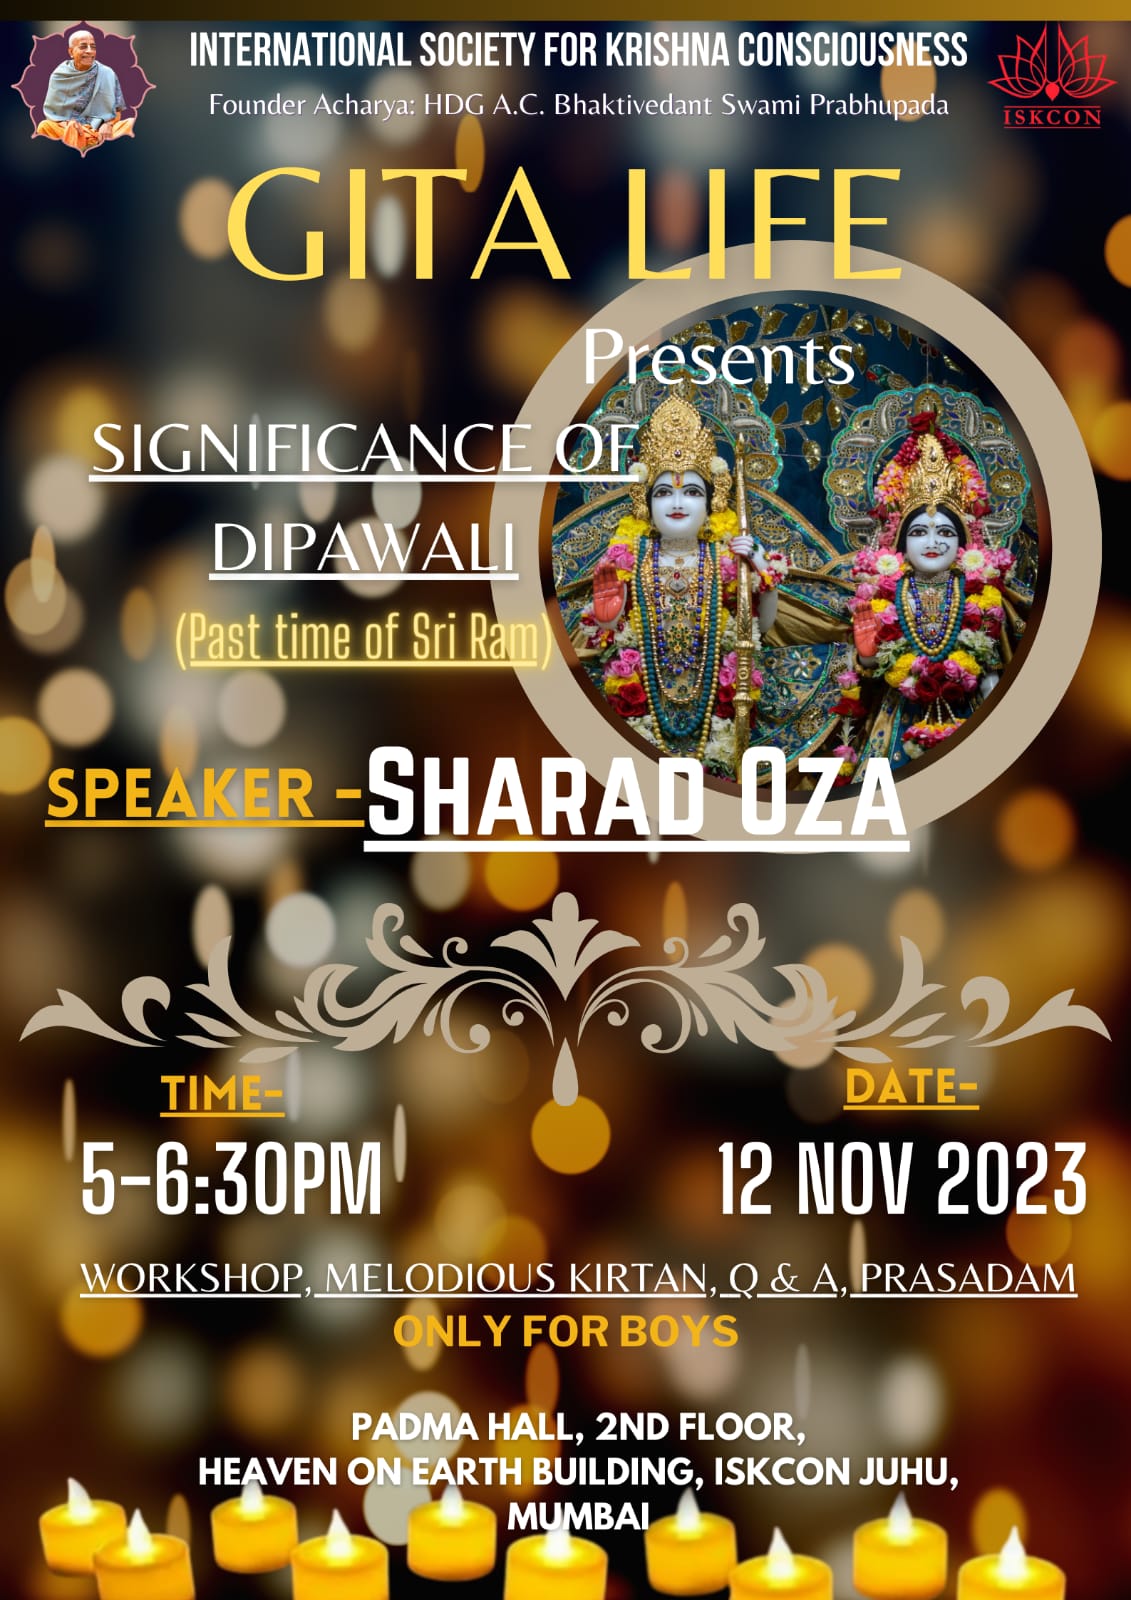 INTERNATIONAL SOCIETY FOR KRISHNA CONSCIOUSNESS
Founder Acharya: HDG A.C. Bhaktivedant Swami Prabhupada
ISKCON
GITA LIFE
Presents
SIGNIFICANCE OF
DIPAWALI
(Past time of Sri Ram)
SPEAKER -SHARAD OZA
TIME-
5-6:30PM
DATE-
12 NOV 2023
WORKSHOP, MELODIOUS KIRTAN, Q & A, PRASADAM
ONLY FOR BOYS
PADMA HALL, 2ND FLOOR,
HEAVEN ON EARTH BUILDING, ISKCON JUHU,
MUMBAI